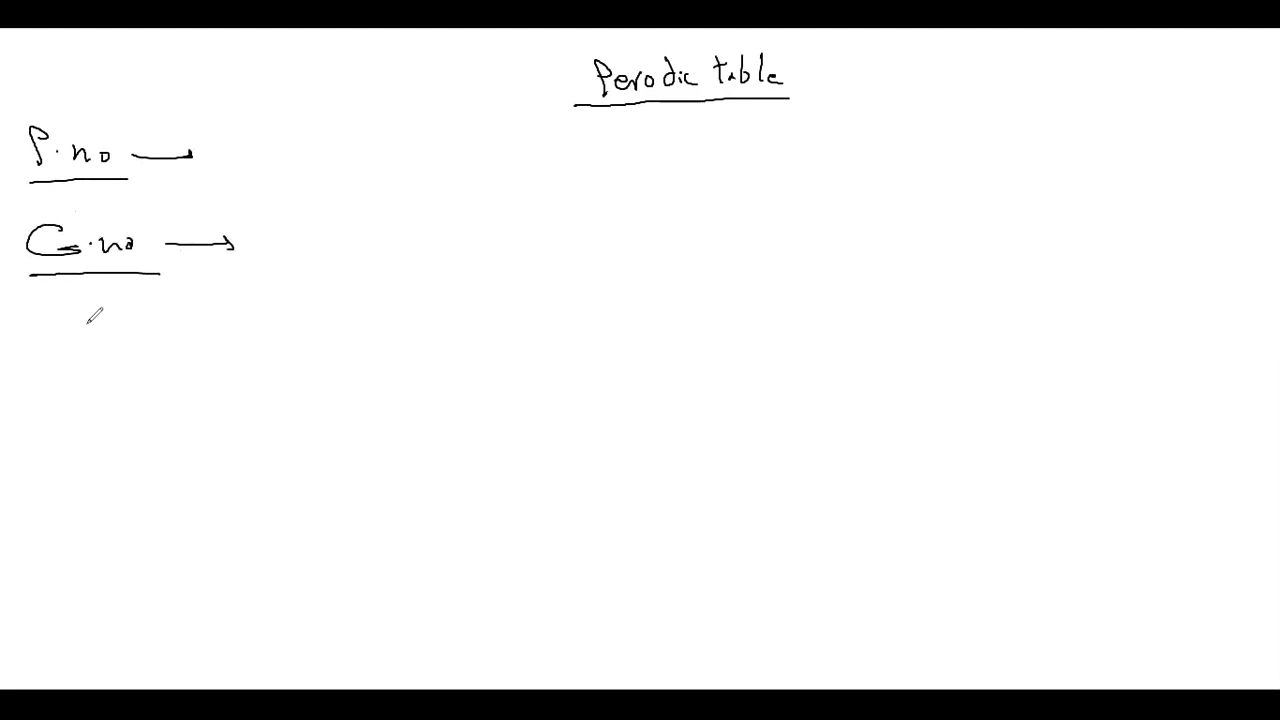 Perodic table
P. no →
G. no →